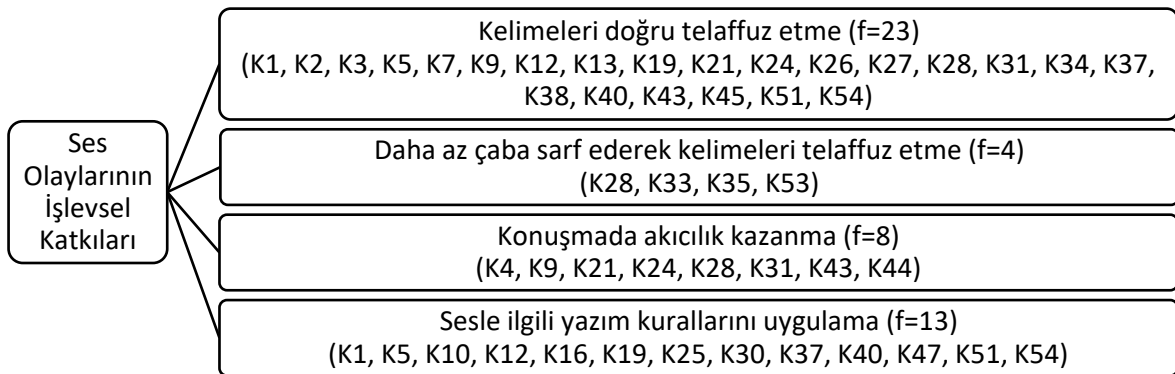 Ses
Olaylarının
İşlevsel
Katkıları
Kelimeleri doğru telaffuz etme (f=23)
(K1, K2, K3, K5, K7, K9, K12, K13, K19, K21, K24, K26, K27, K28, K31, K34, K37,
K38, K40, K43, K45, K51, K54)
Daha az çaba sarf ederek kelimeleri telaffuz etme (f=4)
(K28, K33, K35, K53)
Konuşmada akıcılık kazanma (f=8)
(K4, K9, K21, K24, K28, K31, K43, K44)
Sesle ilgili yazım kurallarını uygulama (f=13)
(K1, K5, K10, K12, K16, K19, K25, K30, K37, K40, K47, K51, K54)